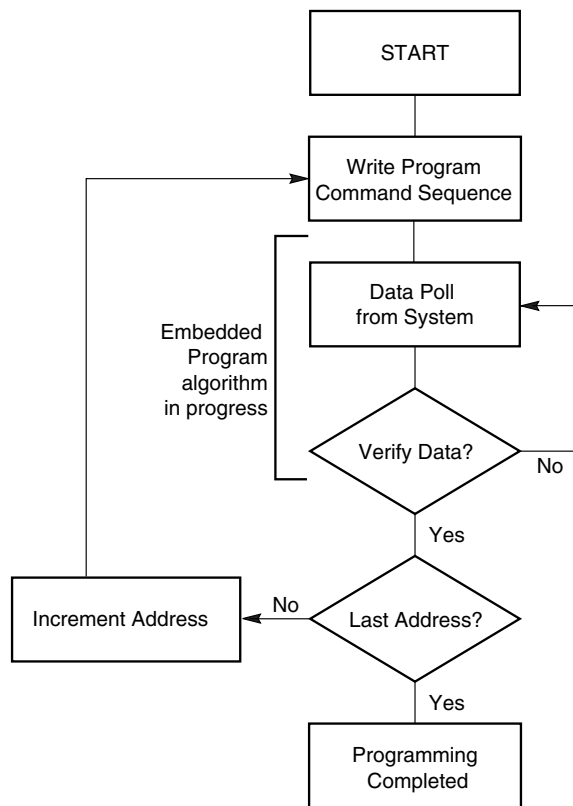 START
Write Program
Command Sequence
Data Poll
from System
Embedded
Program
algorithm
in progress
Verify Data?
No
Yes
Increment Address
No
Last Address?
Yes
Programming
Completed